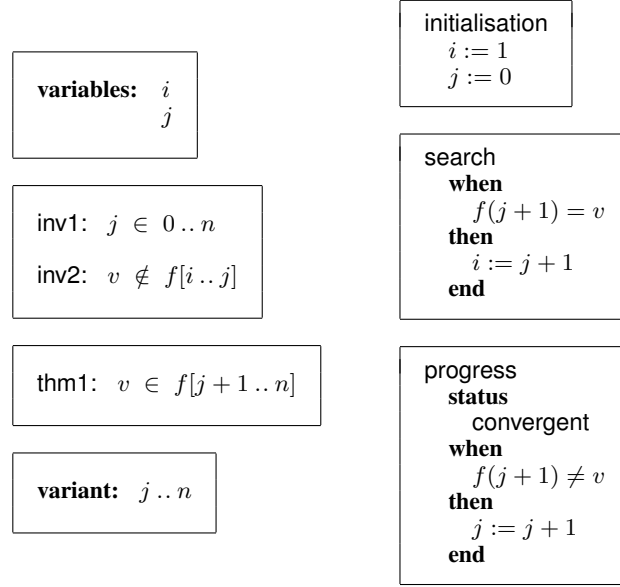 variables: i
j
inv1: j ∈ 0 .. n
inv2: v ∉ f[i .. j]
thm1: v ∈ f[j + 1 .. n]
variant: j .. n
initialisation
i := 1
j := 0
search
when
f(j + 1) = v
then
i := j + 1
end
progress
status
convergent
when
f(j + 1) ≠ v
then
j := j + 1
end